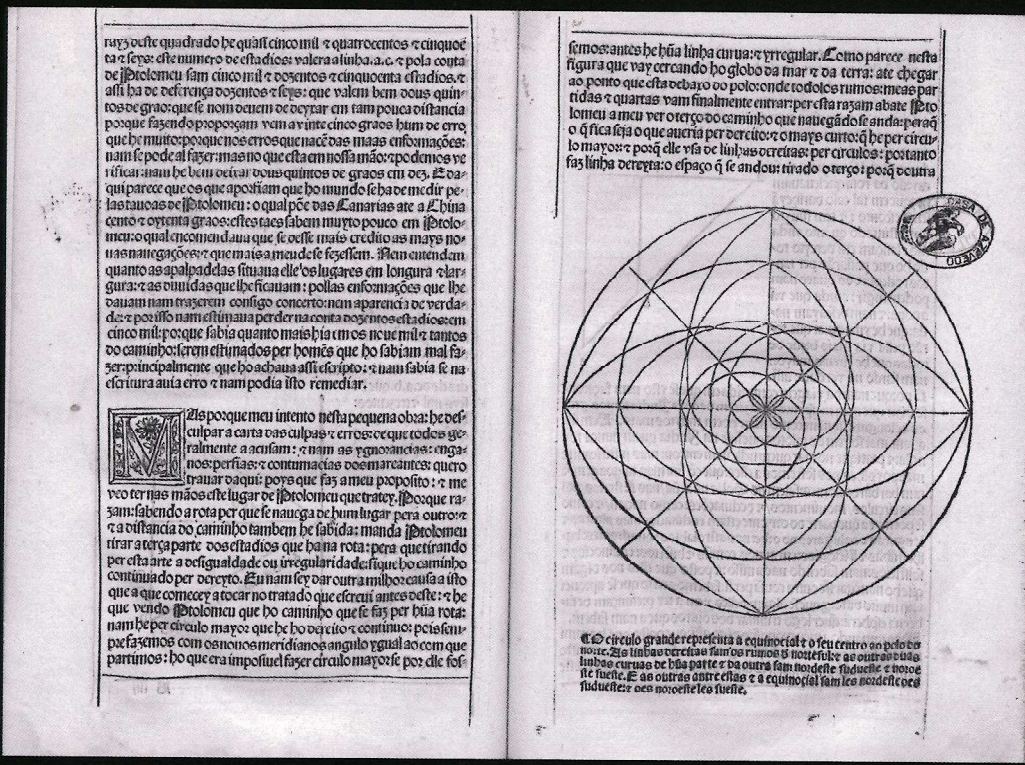 rayz deste quadrado he quasi cinco mil ⁊ quatrocentos ⁊ cinquoē
ta ⁊ seys: este numero de estadios: valera a linha .a.c. ⁊ pola conta
de Ptolomeu sam cinco mil ⁊ dozentos ⁊ cinquoenta estadios. ⁊
assi ha de deferença dozentos ⁊ seys: que valem bem dous quin-
tos de grao: que se nom deuem de deytar em tam pouca distancia
porque fazendo proporçam vem a vinte cinco graos hum de erro,
que he muito: porque nos erros que nacē das maas enformações:
nam se pode al fazer: mas no que esta em nossa mão: ⁊ podemos ve
rificar: nam he bem deixar dous quintos de graos em dez. E da-
qui parece os que aporfiam que ho mundo se ha de medir pe-
las tauoas de Ptolomeu: o qual põe das Canarias ate a China
cento ⁊ oytenta graos: estes taes sabem muyto pouco em Ptolo-
meu: o qual encomendaua que se desse mais credito as mays no-
uas nauegações: ⁊ que mais a meude se fezessem. Nem entendem
quanto as apalpadelas situaua elle os lugares em longura ⁊ lar-
gura: ⁊ as duuidas que lhe ficauam: pollas enformações que lhe
dauam nam trazerem consigo concerto: nem aparencia de verda-
de: ⁊ por isso nam estimaua perder na conta dozentos estadios: em
cinco mil: porque sabia quanto mais hia em os noue mil ⁊ tantos
do caminho: serem estimados per homēs que ho sabiam mal fa-
zer: principalmente que ho achaua assi escripto: ⁊ nam sabia se na
escritura auia erro ⁊ nam podia isto remediar.
MAs porque meu intento nesta pequena obra: he des-
culpar a carta das culpas ⁊ erros: de que todos ge-
ralmente a acusam: ⁊ nam as ygnorancias: enga-
nos: perfias: ⁊ contumacias dos mareantes: quero
trauar daqui: poys que faz a meu proposito: ⁊ me
veo ter nas mãos este lugar de Ptolomeu que tratey. Porque ra-
zam: sabendo a rota per que se nauega de hum lugar pera outro: ⁊
⁊ a distancia do caminho tambem he sabida: manda Ptolomeu
tirar a terça parte dos estadios que ha na rota: pera que tirando
per esta arte a desigualdade ou irregularidade: fique ho caminho
continuado per dereyto. Eu nam sey dar outra milhor causa a isto
que a que comecey a tocar no tratado que escreui antes deste: ⁊ he
que vendo Ptolomeu que ho caminho que se faz per hūa rota:
nam he per circulo mayor que he ho dereito ⁊ continuo: pois sem-
pre fazemos com os nouos meridianos angulo ygual ao com que
partimos: ho que era imposiuel fazer circulo mayor se por elle fos-
semos: antes he hūa linha curua: ⁊ yrregular. Como parece nesta
figura que vay cercando ho globo da mar ⁊ da terra: ate chegar
ao ponto que esta debaxo do polo: onde todolos rumos: meas par
tidas ⁊ quartas vam finalmente entrar: per esta razam abate Pto
lomeu a meu ver o terço do caminho que nauegãdo se anda: pera q̃
o q̃ fica seja o que aueria per dereito: ⁊ o mays curto: q̃ he per circu-
lo mayor: ⁊ porq̃ elle vsa de linhas dereitas: per circulos: portanto
faz linha dereyta: o espaço q̃ se andou: tirado o terço: porq̃ doutra
CASA DE AZEVEDO
¶ O circulo grande representa a equinocial ⁊ o seu centro ao polo do
norte. As linhas dereitas sam os rumos d̃ norte sul: ⁊ as outras duas
linhas curuas de hūa parte ⁊ da outra sam nordeste sudueste ⁊ noroe
ste sueste. E as outras antre estas ⁊ a equinocial sam les nordeste oes
sudueste: ⁊ oes noroeste les sueste.